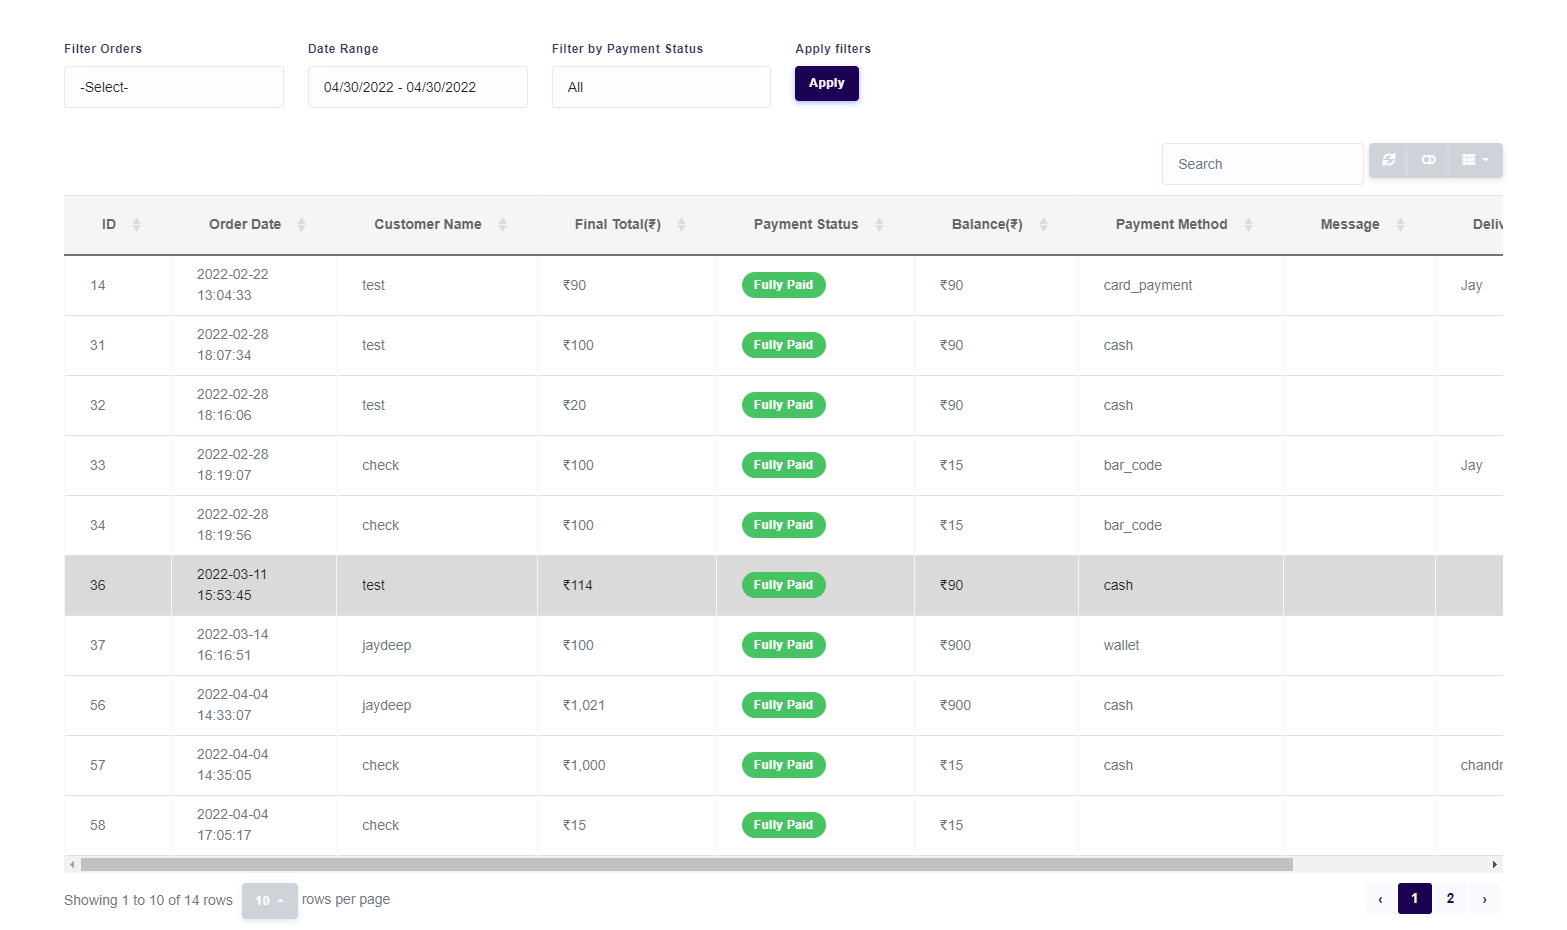 Filter Orders Date Range Filter by Payment Status Apply filters
-Select- 04/30/2022 - 04/30/2022 All Apply
Search
ID Order Date Customer Name Final Total(₹) Payment Status Balance(₹) Payment Method Message Deliv
14 2022-02-22 13:04:33 test ₹90 Fully Paid ₹90 card_payment Jay
31 2022-02-28 18:07:34 test ₹100 Fully Paid ₹90 cash
32 2022-02-28 18:16:06 test ₹20 Fully Paid ₹90 cash
33 2022-02-28 18:19:07 check ₹100 Fully Paid ₹15 bar_code Jay
34 2022-02-28 18:19:56 check ₹100 Fully Paid ₹15 bar_code
36 2022-03-11 15:53:45 test ₹114 Fully Paid ₹90 cash
37 2022-03-14 16:16:51 jaydeep ₹100 Fully Paid ₹900 wallet
56 2022-04-04 14:33:07 jaydeep ₹1,021 Fully Paid ₹900 cash
57 2022-04-04 14:35:05 check ₹1,000 Fully Paid ₹15 cash chandr
58 2022-04-04 17:05:17 check ₹15 Fully Paid ₹15
Showing 1 to 10 of 14 rows 10 rows per page ‹ 1 2 ›